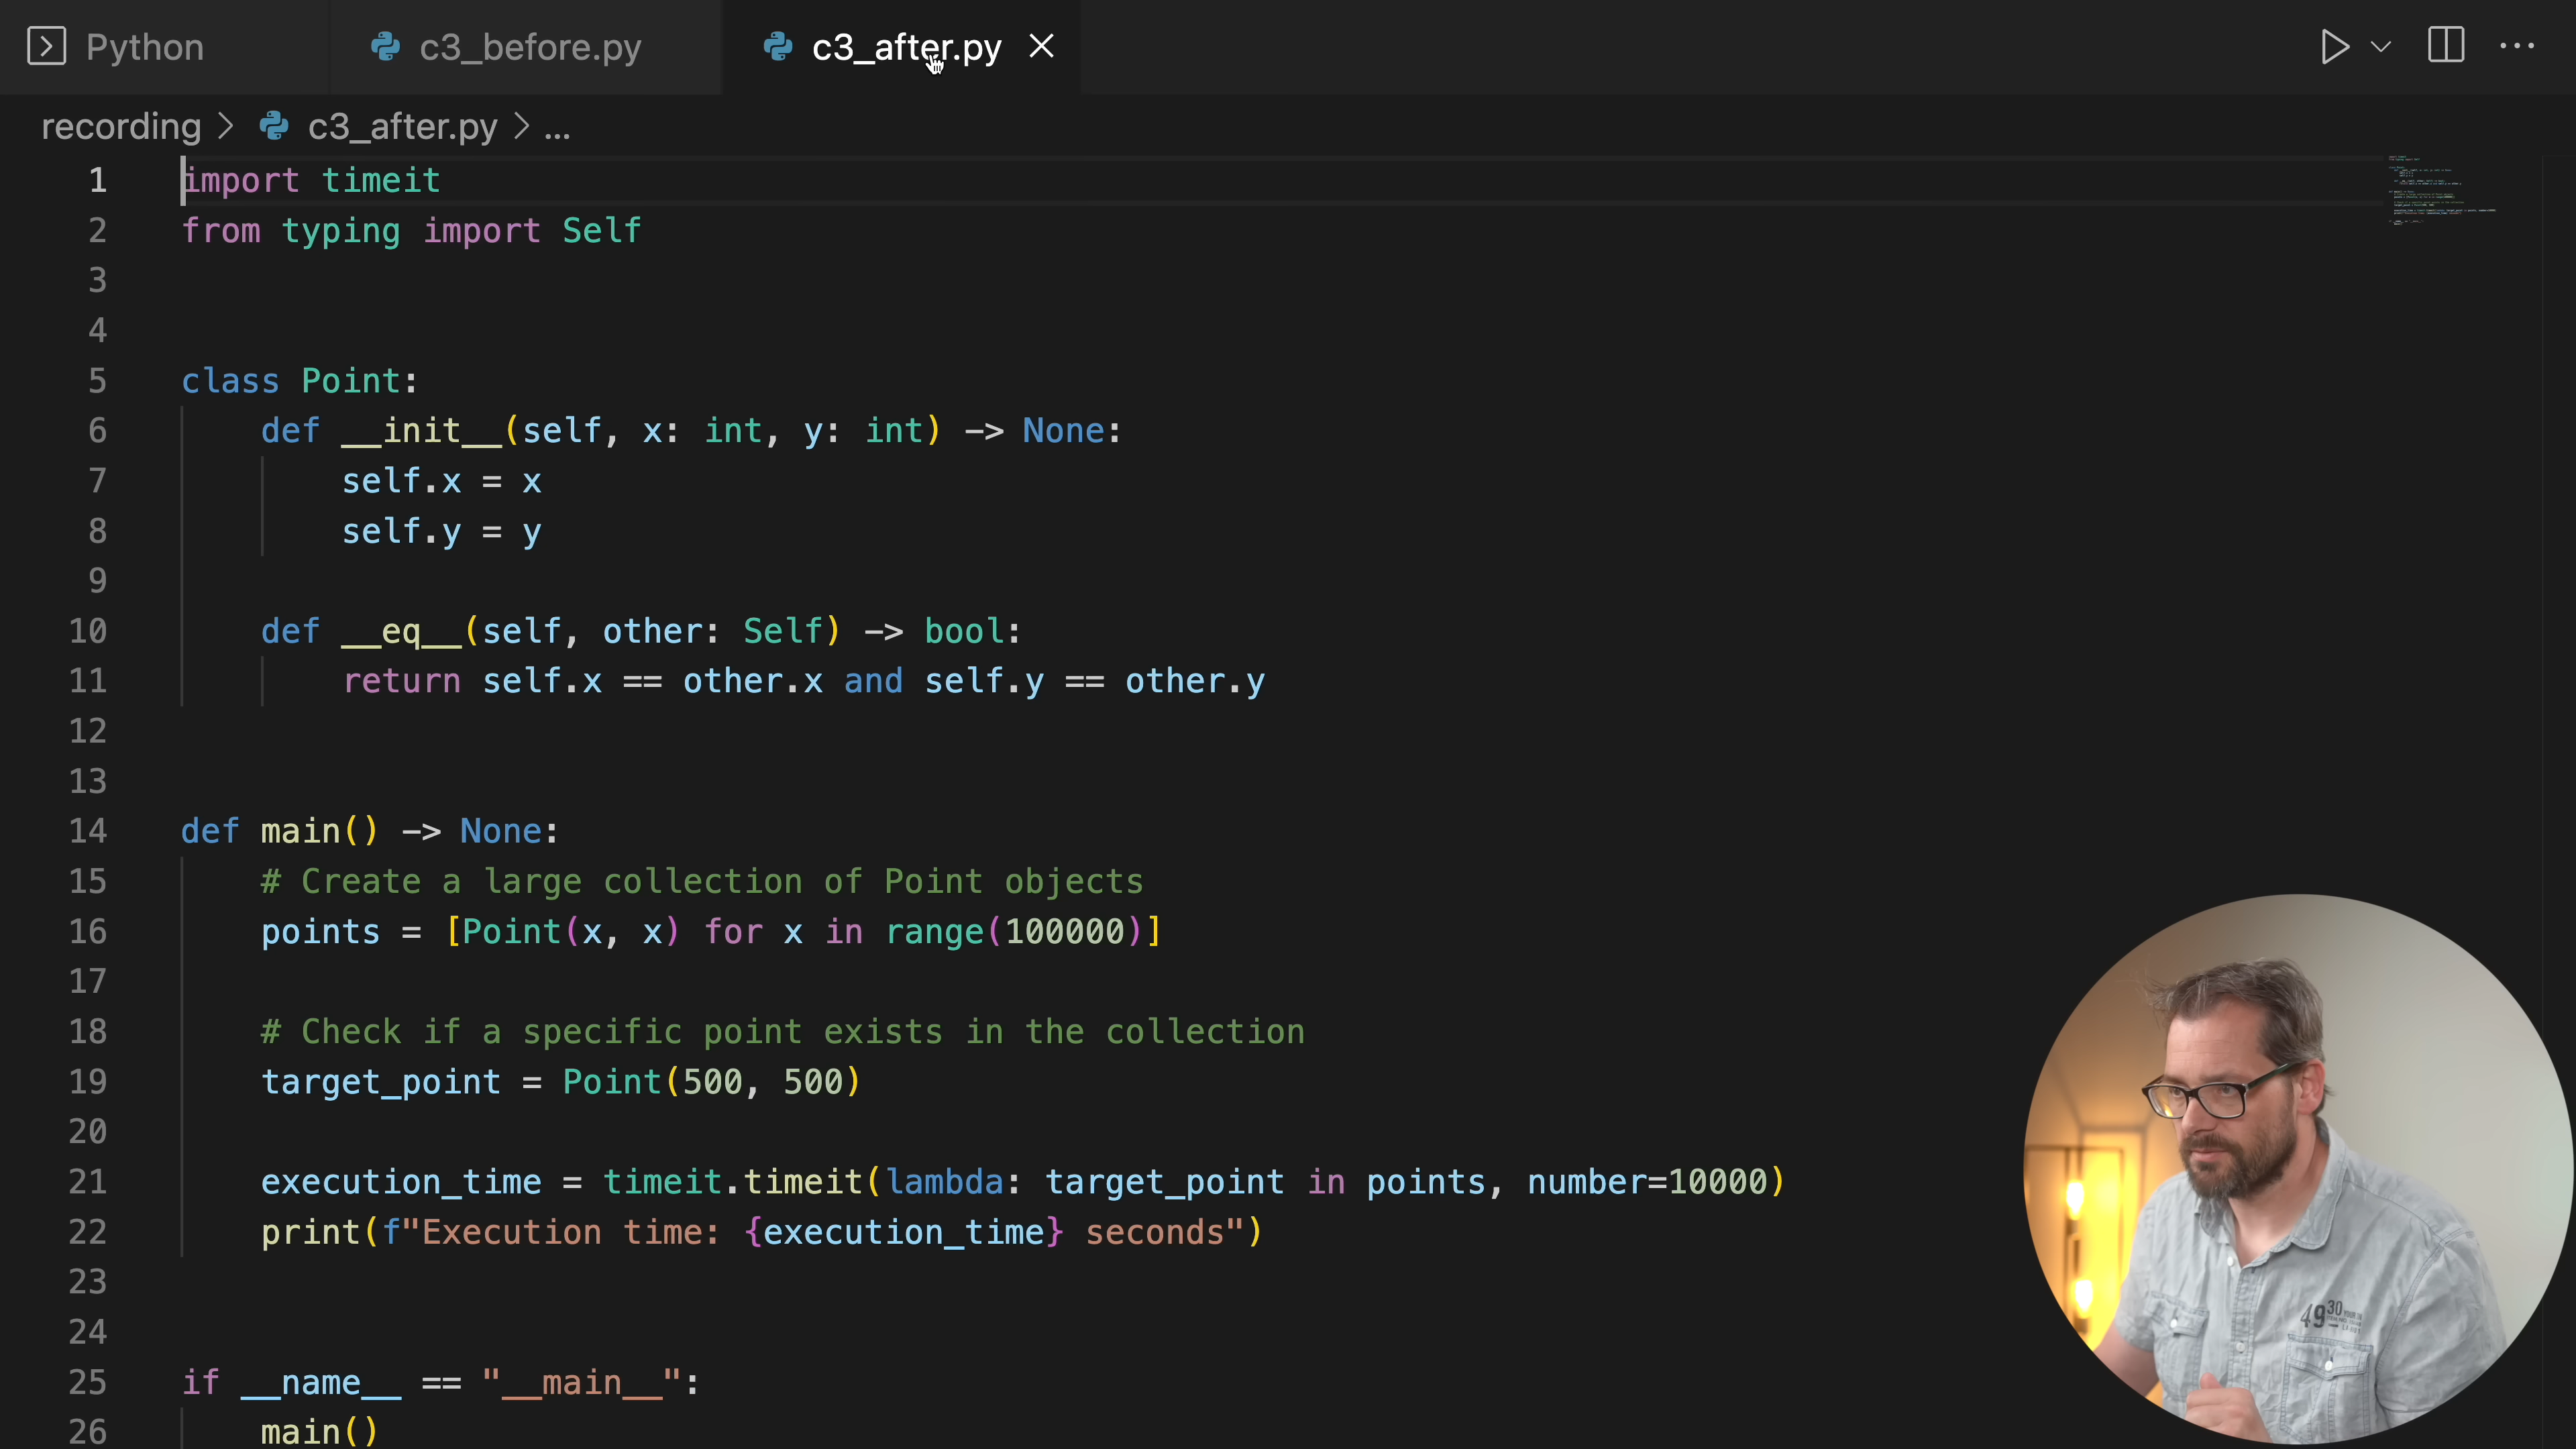 Python
c3_before.py
c3_after.py
recording > c3_after.py > ...
1 import timeit
2 from typing import Self
3
4
5 class Point:
6 def __init__(self, x: int, y: int) -> None:
7 self.x = x
8 self.y = y
9
10 def __eq__(self, other: Self) -> bool:
11 return self.x == other.x and self.y == other.y
12
13
14 def main() -> None:
15 # Create a large collection of Point objects
16 points = [Point(x, x) for x in range(100000)]
17
18 # Check if a specific point exists in the collection
19 target_point = Point(500, 500)
20
21 execution_time = timeit.timeit(lambda: target_point in points, number=10000)
22 print(f"Execution time: {execution_time} seconds")
23
24
25 if __name__ == "__main__":
26 main()
49 30